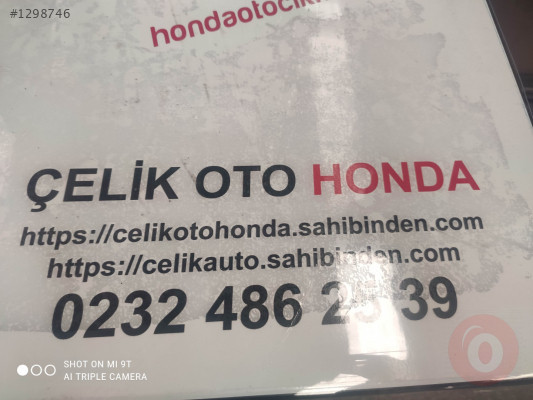 #1298746
ÇELİK OTO HONDA
https://celikotohonda.sahibinden.com
https://celikauto.sahibinden.com
0232 486 39
SHOT ON MI 9T
AI TRIPLE CAMERA